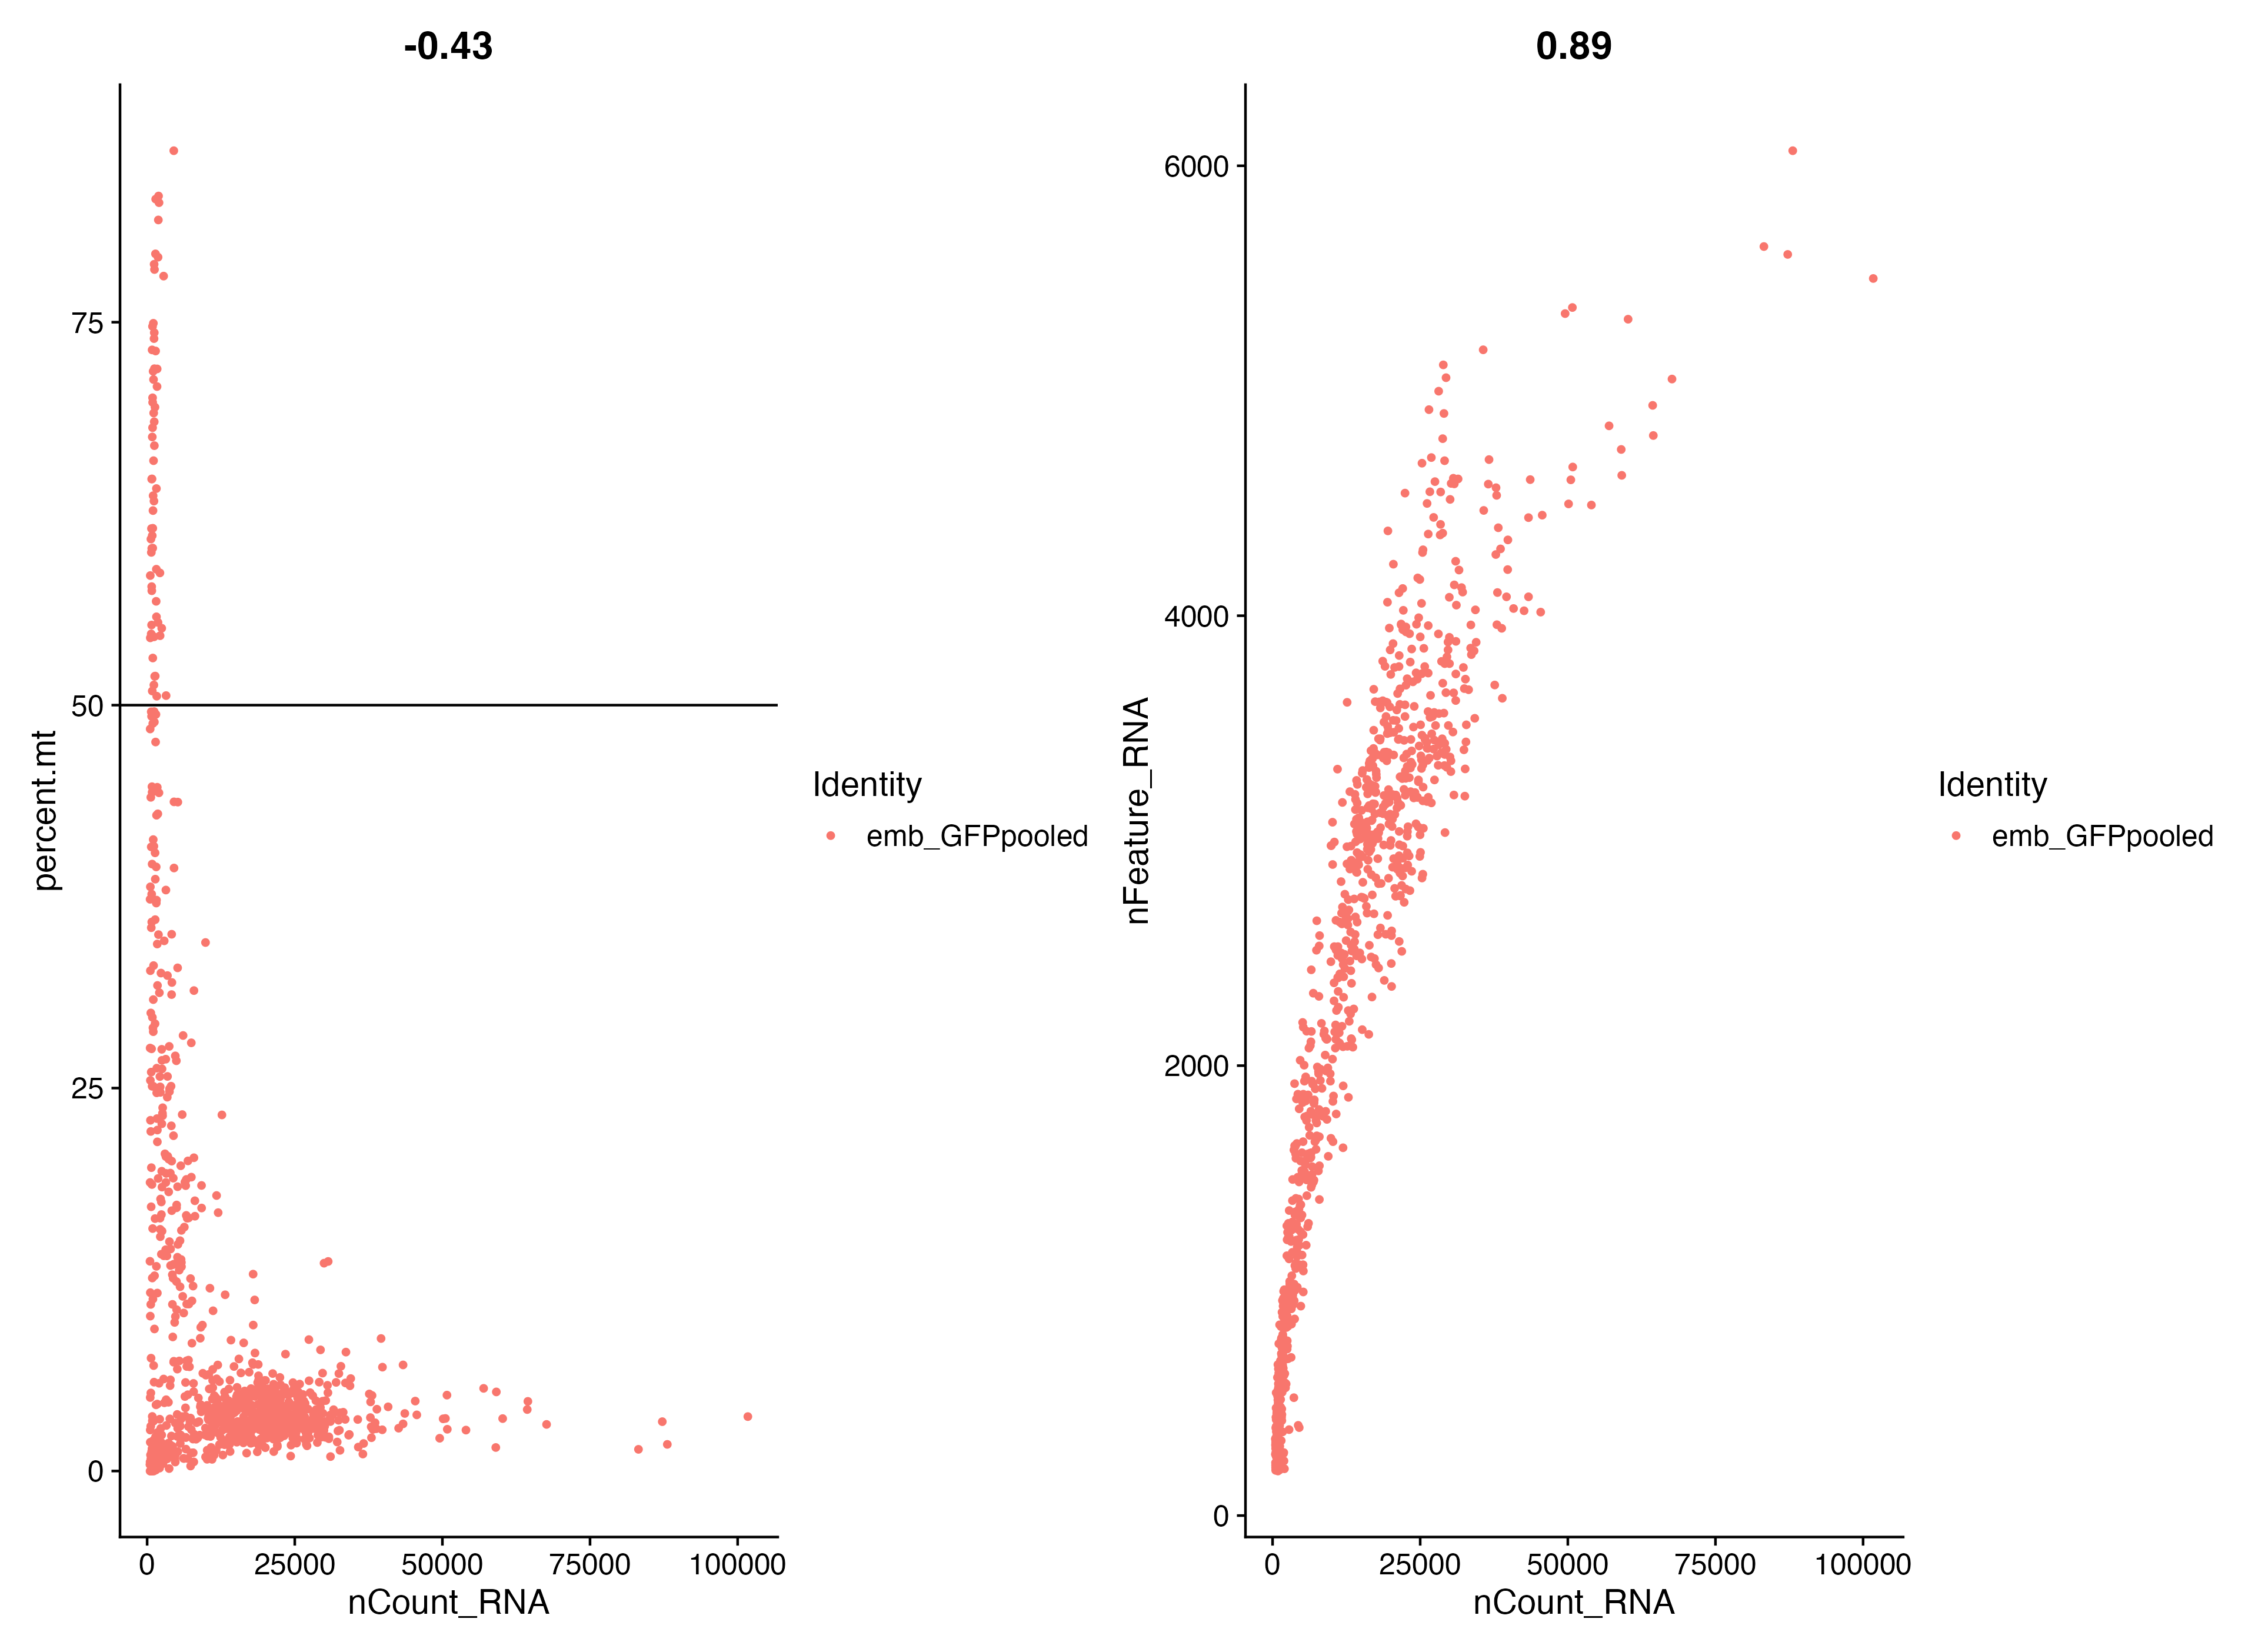 -0.43
percent.mt
75
50
25
0
0 25000 50000 75000 100000
nCount_RNA
Identity
emb_GFPpooled
0.89
nFeature_RNA
6000
4000
2000
0
0 25000 50000 75000 100000
nCount_RNA
Identity
emb_GFPpooled